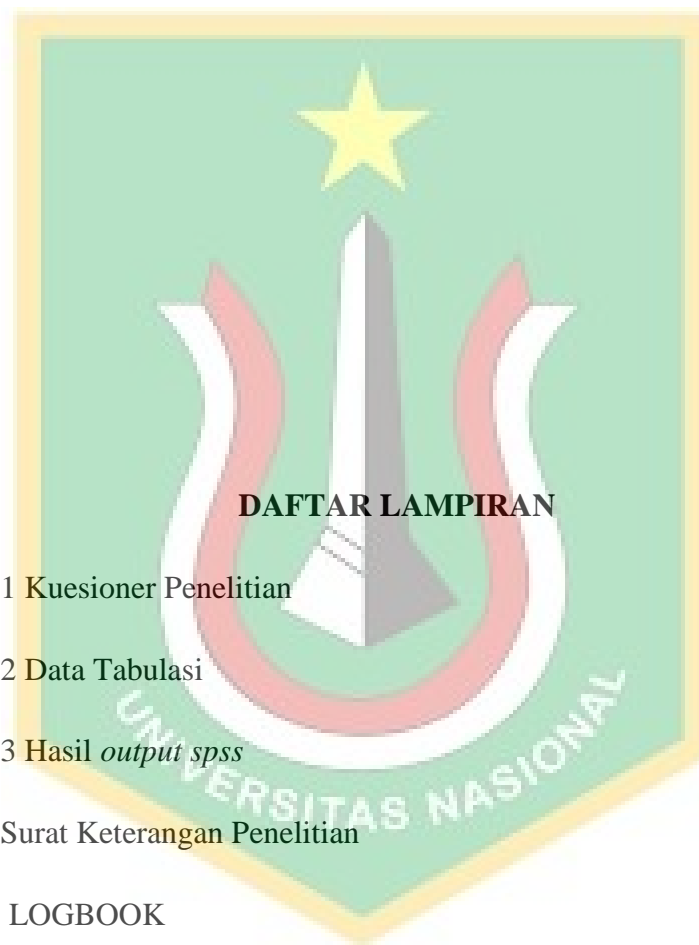 DAFTAR LAMPIRAN
1 Kuesioner Penelitian
2 Data Tabulasi
3 Hasil output spss
Surat Keterangan Penelitian
LOGBOOK
UNIVERSITAS NASIONAL